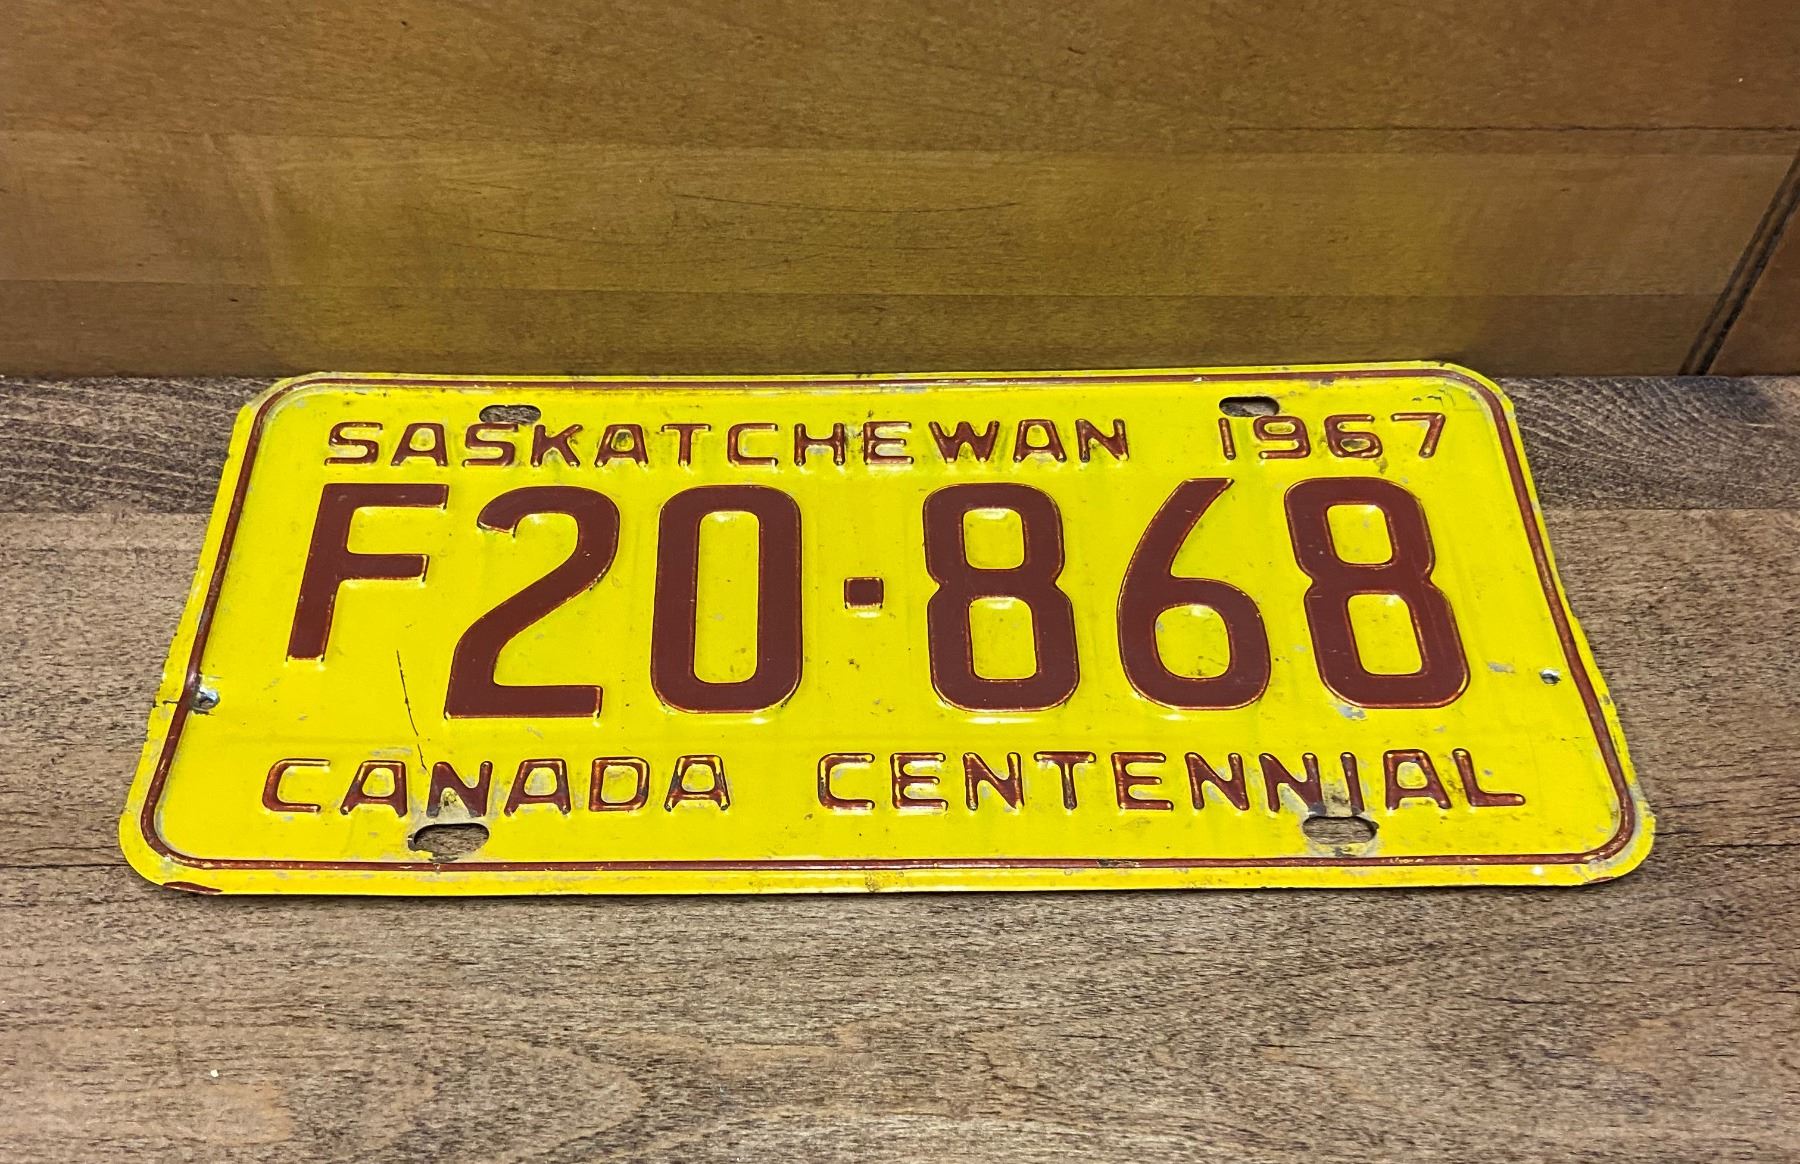 SASKATCHEWAN 1967
F20-868
CANADA CENTENNIAL